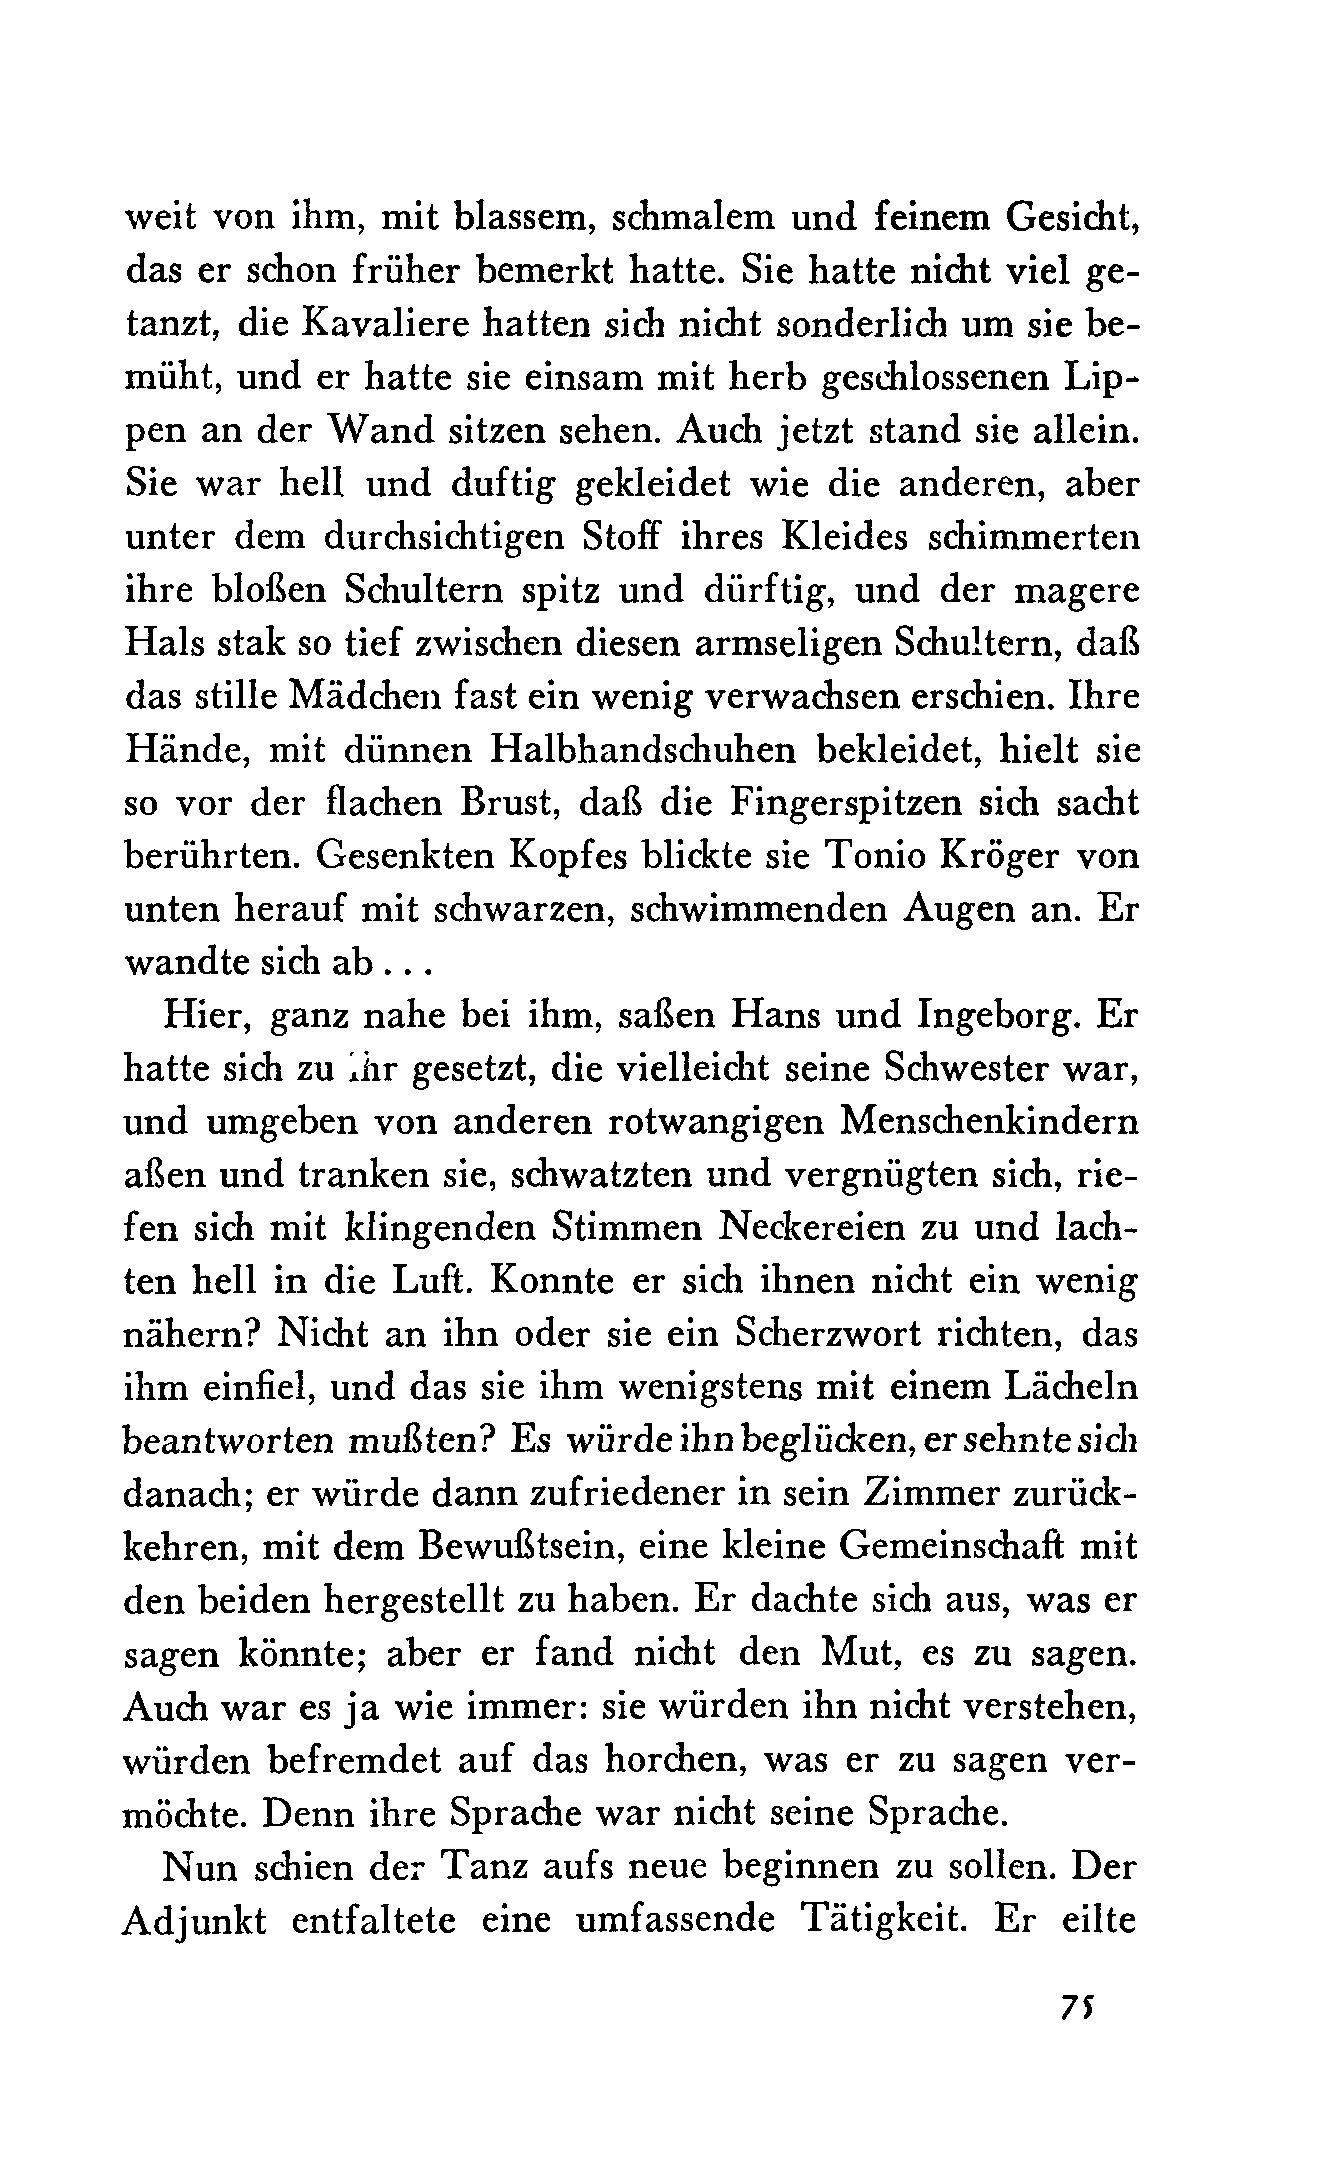 weit von ihm, mit blassem, schmalem und feinem Gesicht,
das er schon früher bemerkt hatte. Sie hatte nicht viel ge-
tanzt, die Kavaliere hatten sich nicht sonderlich um sie be-
müht, und er hatte sie einsam mit herb geschlossenen Lip-
pen an der Wand sitzen sehen. Auch jetzt stand sie allein.
Sie war hell und duftig gekleidet wie die anderen, aber
unter dem durchsichtigen Stoff ihres Kleides schimmerten
ihre bloßen Schultern spitz und dürftig, und der magere
Hals stak so tief zwischen diesen armseligen Schultern, daß
das stille Mädchen fast ein wenig verwachsen erschien. Ihre
Hände, mit dünnen Halbhandschuhen bekleidet, hielt sie
so vor der flachen Brust, daß die Fingerspitzen sich sacht
berührten. Gesenkten Kopfes blickte sie Tonio Kröger von
unten herauf mit schwarzen, schwimmenden Augen an. Er
wandte sich ab . . .
Hier, ganz nahe bei ihm, saßen Hans und Ingeborg. Er
hatte sich zu ihr gesetzt, die vielleicht seine Schwester war,
und umgeben von anderen rotwangigen Menschenkindern
aßen und tranken sie, schwatzten und vergnügten sich, rie-
fen sich mit klingenden Stimmen Neckereien zu und lach-
ten hell in die Luft. Konnte er sich ihnen nicht ein wenig
nähern? Nicht an ihn oder sie ein Scherzwort richten, das
ihm einfiel, und das sie ihm wenigstens mit einem Lächeln
beantworten mußten? Es würde ihn beglücken, er sehnte sich
danach; er würde dann zufriedener in sein Zimmer zurück-
kehren, mit dem Bewußtsein, eine kleine Gemeinschaft mit
den beiden hergestellt zu haben. Er dachte sich aus, was er
sagen könnte; aber er fand nicht den Mut, es zu sagen.
Auch war es ja wie immer: sie würden ihn nicht verstehen,
würden befremdet auf das horchen, was er zu sagen ver-
möchte. Denn ihre Sprache war nicht seine Sprache.
Nun schien der Tanz aufs neue beginnen zu sollen. Der
Adjunkt entfaltete eine umfassende Tätigkeit. Er eilte
75